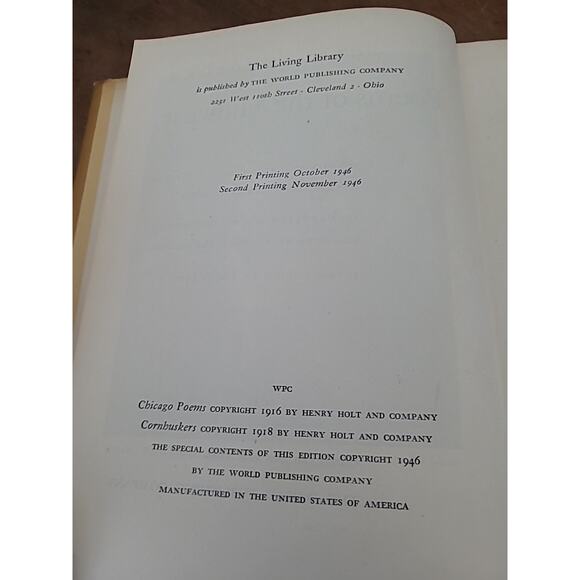 The Living Library
is published by THE WORLD PUBLISHING COMPANY
2231 West 110th Street · Cleveland 2 · Ohio
First Printing October 1946
Second Printing November 1946
WPC
Chicago Poems COPYRIGHT 1916 BY HENRY HOLT AND COMPANY
Cornhuskers COPYRIGHT 1918 BY HENRY HOLT AND COMPANY
THE SPECIAL CONTENTS OF THIS EDITION COPYRIGHT 1946
BY THE WORLD PUBLISHING COMPANY
MANUFACTURED IN THE UNITED STATES OF AMERICA